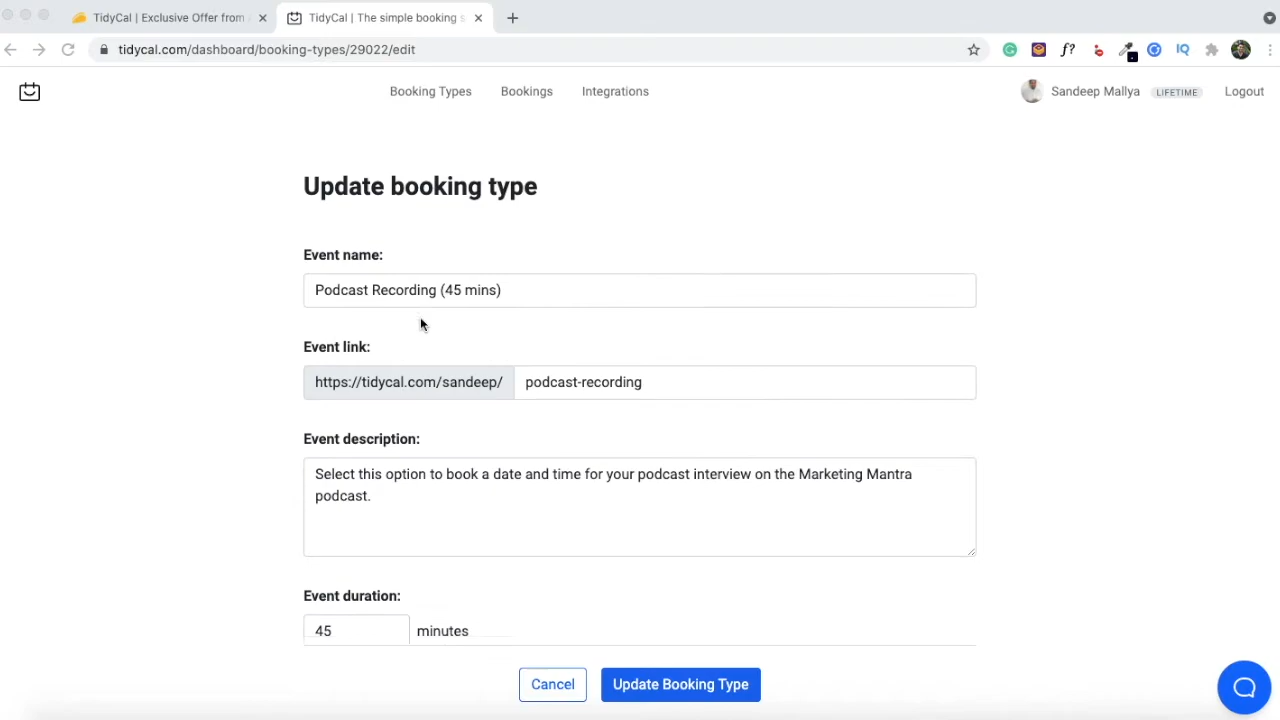 TidyCal | Exclusive Offer from
TidyCal | The simple booking s
tidycal.com/dashboard/booking-types/29022/edit
f?
IQ
Booking Types
Bookings
Integrations
Sandeep Mallya
LIFETIME
Logout
Update booking type
Event name:
Podcast Recording (45 mins)
Event link:
https://tidycal.com/sandeep/
podcast-recording
Event description:
Select this option to book a date and time for your podcast interview on the Marketing Mantra
podcast.
Event duration:
45 minutes
Cancel
Update Booking Type